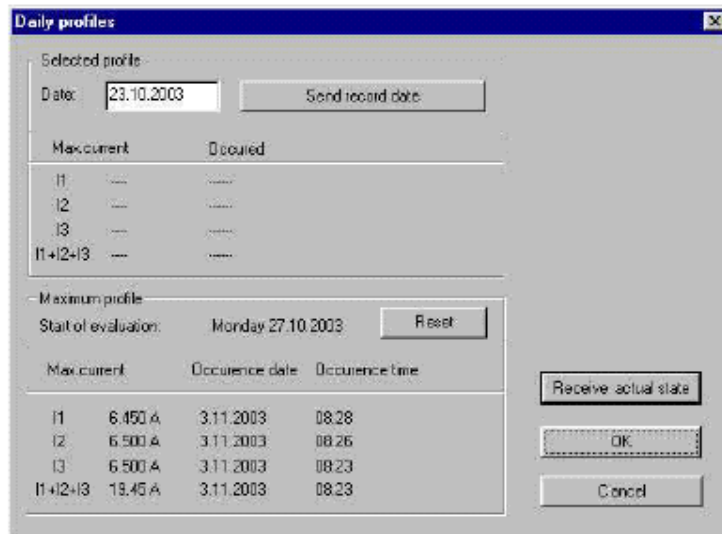 Daily profiles
Selected profile
Date: 23.10.2003 Send record date
Max.current Occured
I1 ---- ------
I2 ---- ------
I3 ---- ------
I1+I2+I3 ---- ------
Maximum profile
Start of evaluation: Monday 27.10.2003 Reset
Max.current Occurence date Occurence time
I1 6.450 A 3.11.2003 08:28
I2 6.500 A 3.11.2003 08:26
I3 6.500 A 3.11.2003 08:23
I1+I2+I3 19.45 A 3.11.2003 08:23
Receive actual state
OK
Cancel